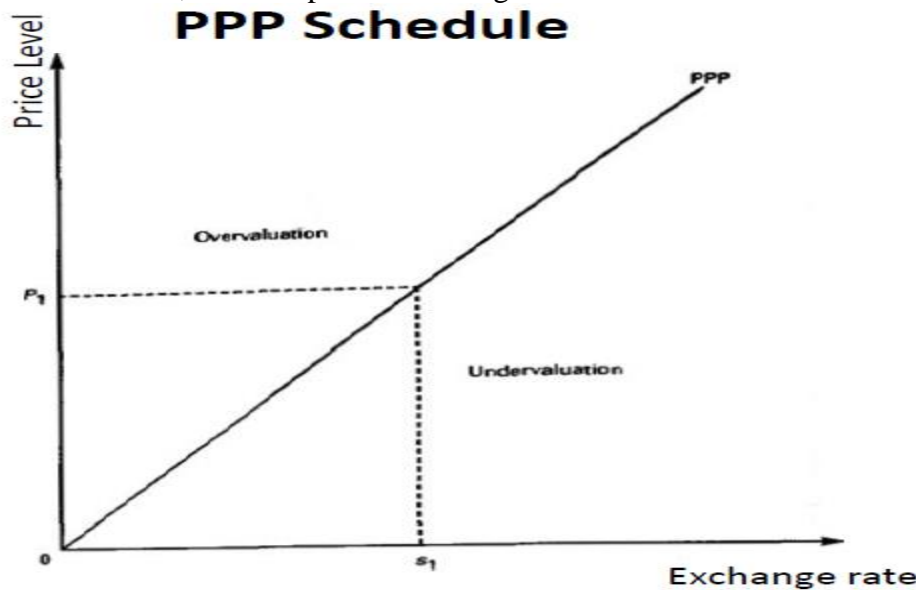 PPP Schedule
Price Level
PPP
Overvaluation
P1
Undervaluation
0
s1
Exchange rate